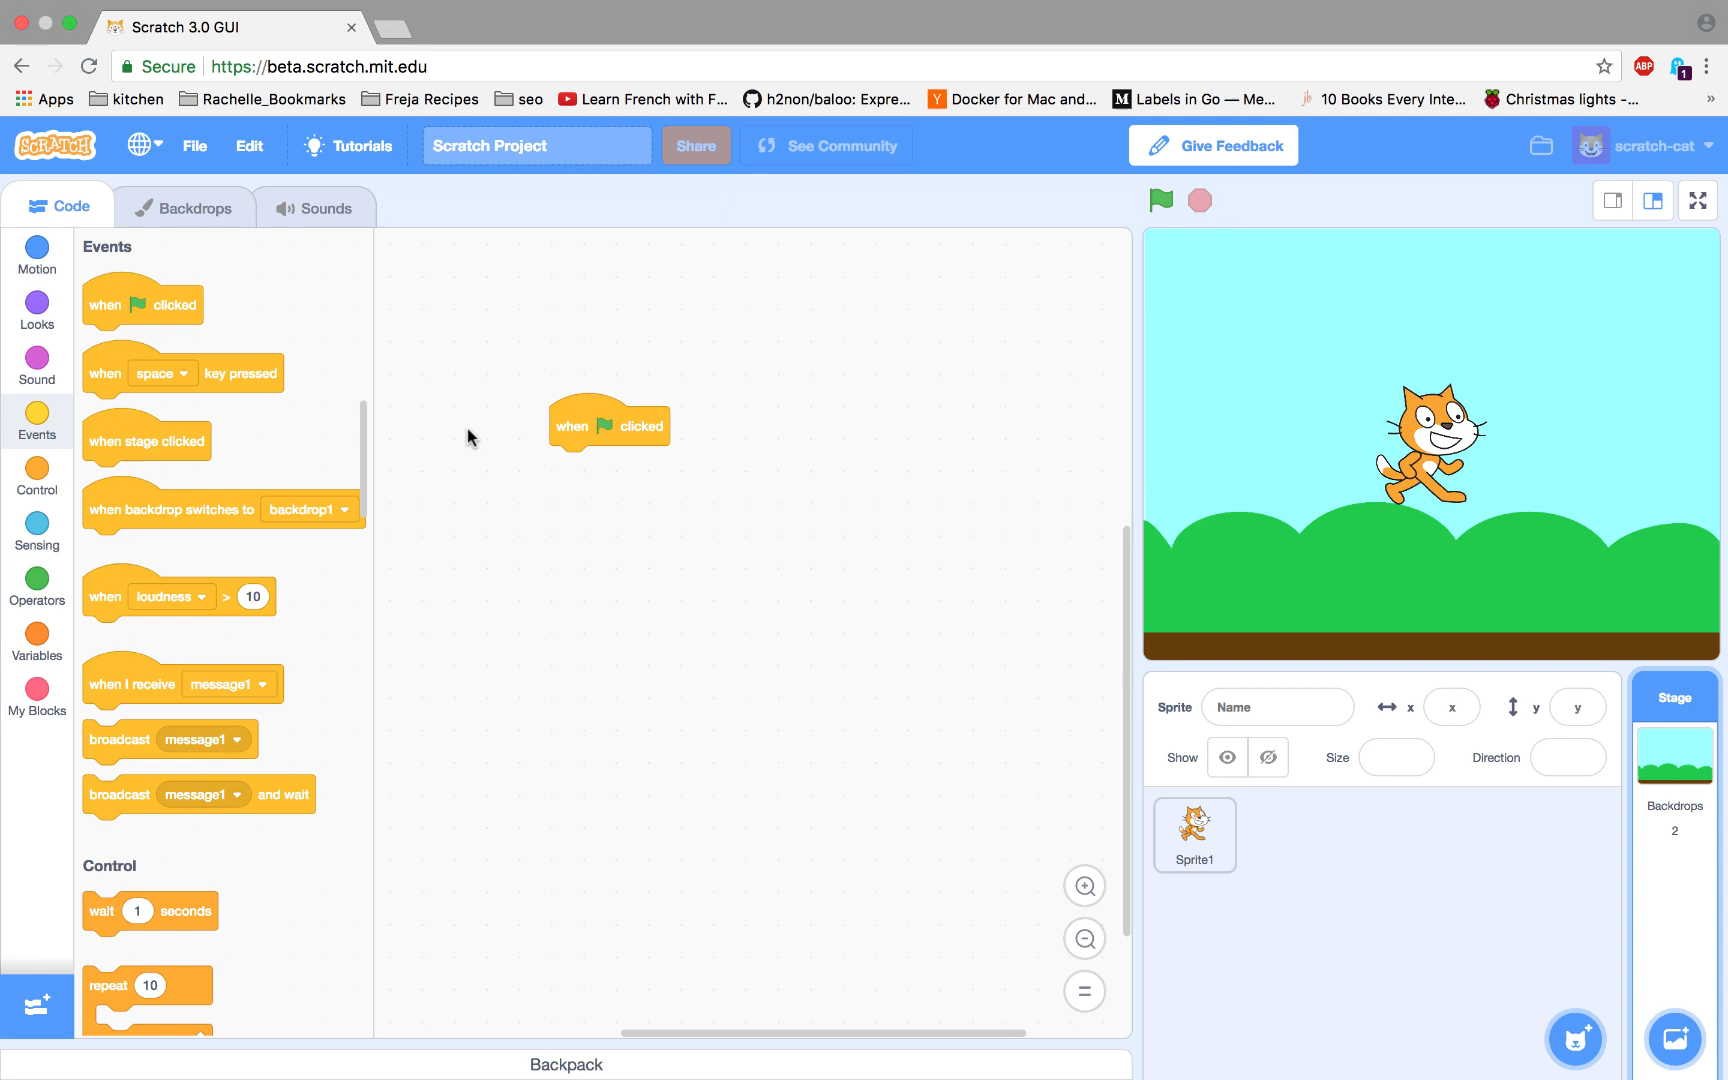 Scratch 3.0 GUI
Secure https://beta.scratch.mit.edu
ABP 1
Apps kitchen Rachelle_Bookmarks Freja Recipes seo Learn French with F... h2non/baloo: Expre... Docker for Mac and... Labels in Go — Me... 10 Books Every Inte... Christmas lights -... »
SCRATCH File Edit Tutorials Scratch Project Share See Community Give Feedback scratch-cat
Code Backdrops Sounds
Motion
Looks
Sound
Events
Control
Sensing
Operators
Variables
My Blocks
Events
when clicked
when space key pressed
when stage clicked
when backdrop switches to backdrop1
when loudness > 10
when I receive message1
broadcast message1
broadcast message1 and wait
Control
wait 1 seconds
repeat 10
when clicked
Backpack
Sprite Name x x y y
Show Size Direction
Sprite1
Stage
Backdrops
2